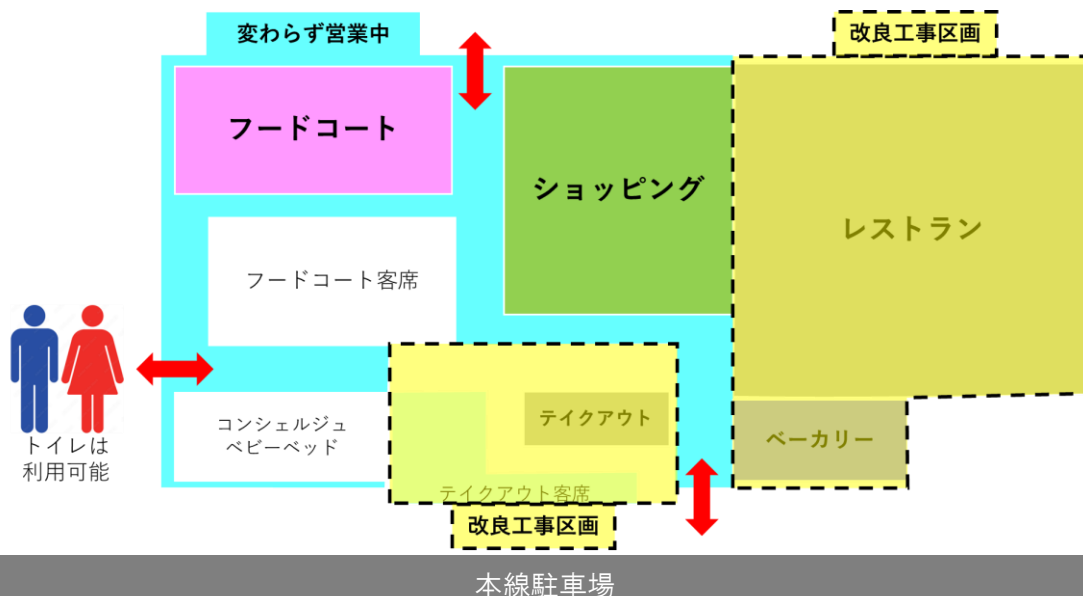 変わらず営業中
改良工事区画
フードコート
ショッピング
レストラン
フードコート客席
トイレは
利用可能
コンシェルジュ
ベビーベッド
テイクアウト
ベーカリー
テイクアウト客席
改良工事区画
本線駐車場